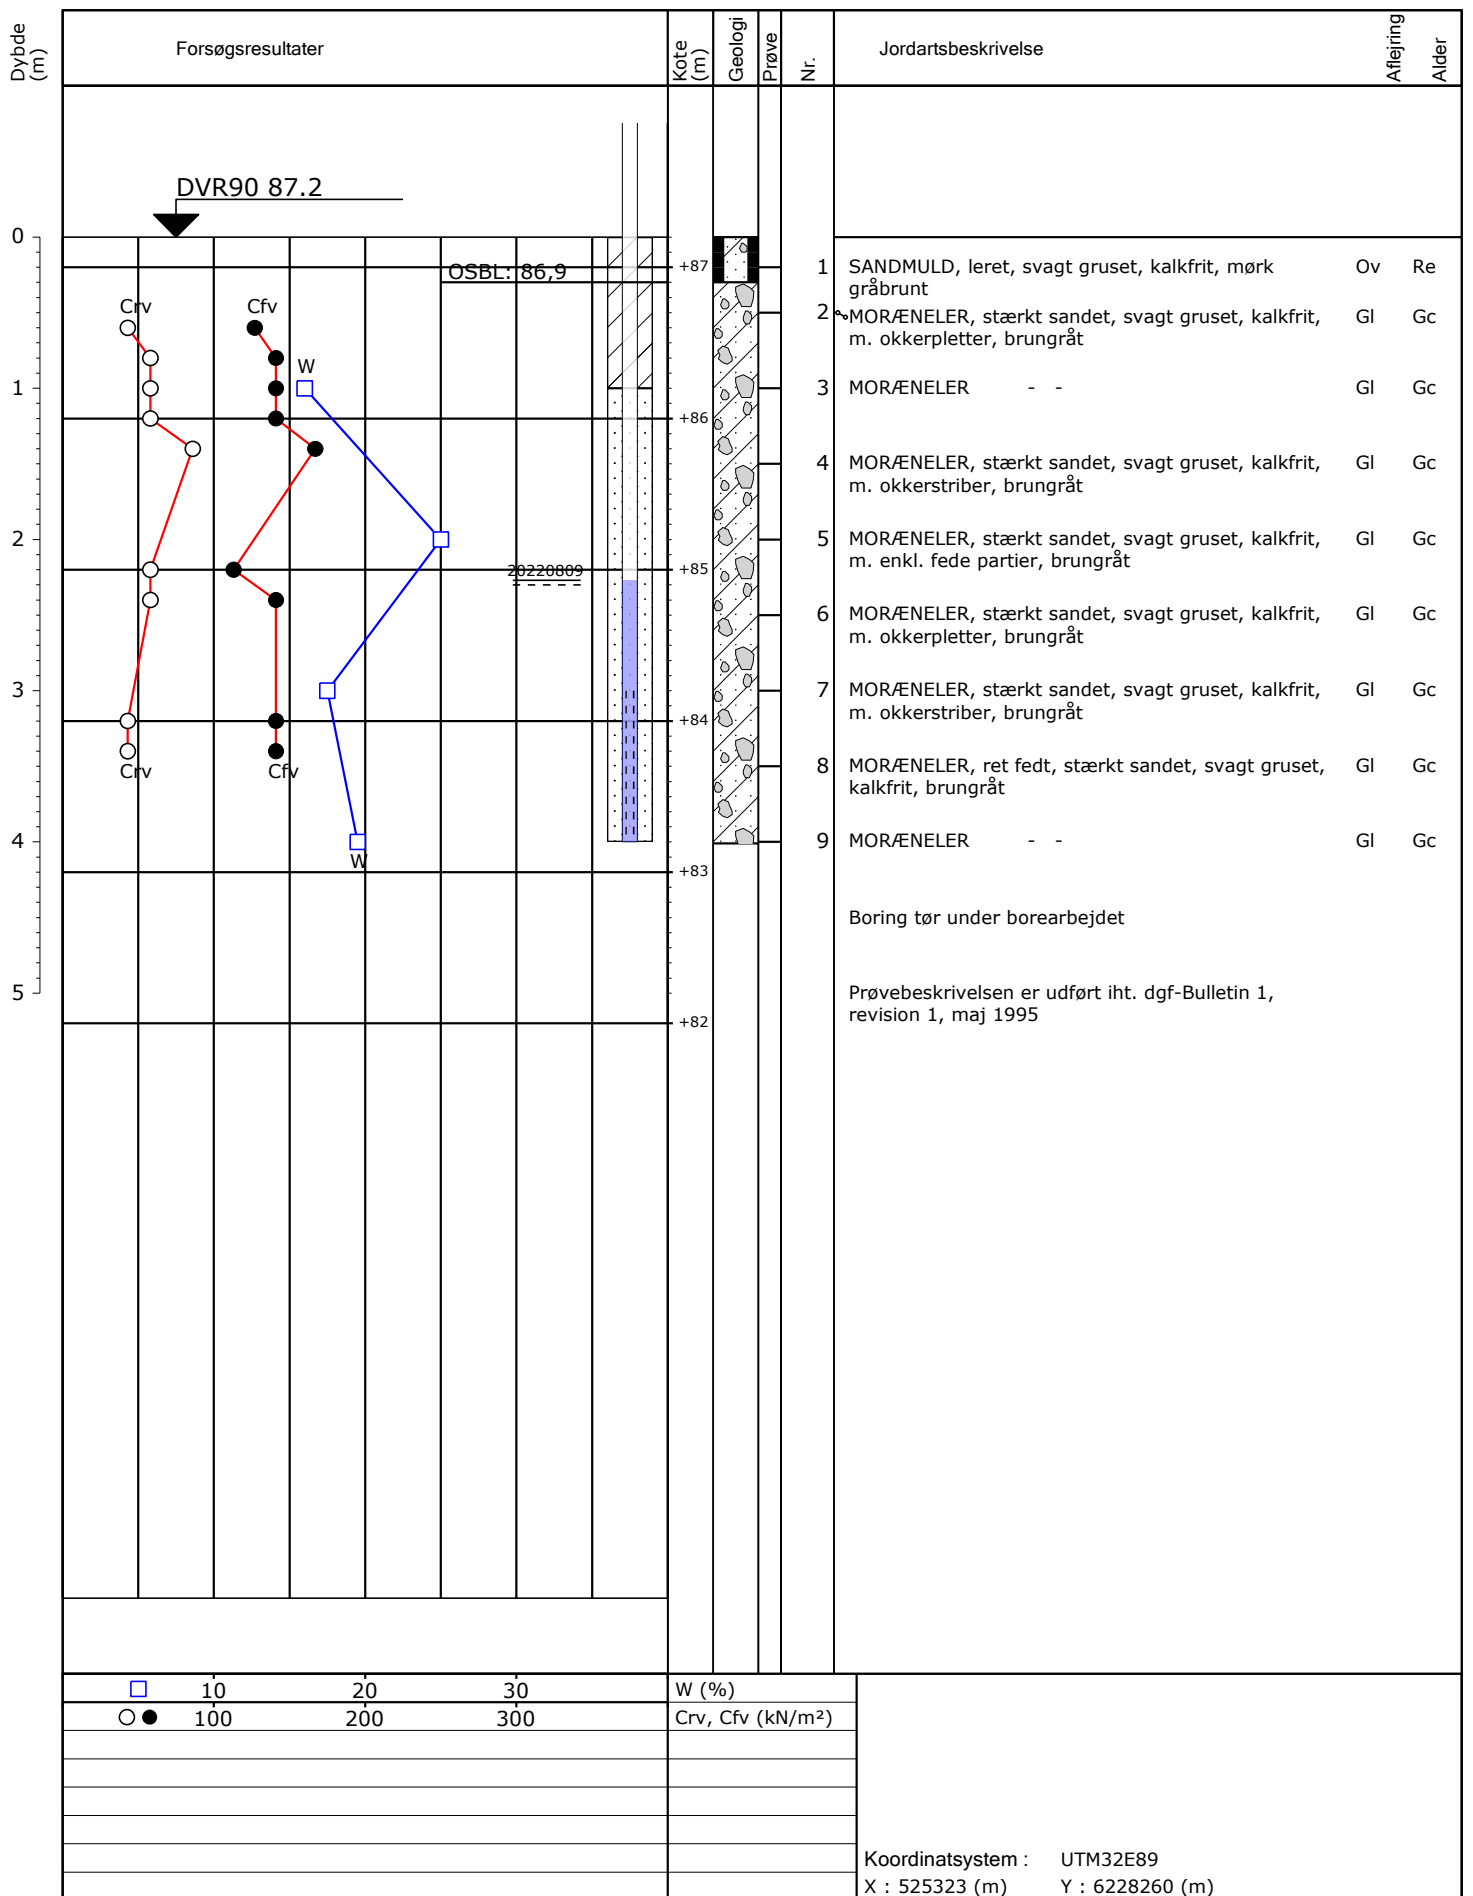 Dybde
(m)
Forsøgsresultater
Kote
(m)
Geologi
Prøve
Nr.
Jordartsbeskrivelse
Aflejring
Alder
DVR90 87.2
0
OSBL: 86,9
+87
1 SANDMULD, leret, svagt gruset, kalkfrit, mørk Ov Re
gråbrunt
Crv Cfv
2 MORÆNELER, stærkt sandet, svagt gruset, kalkfrit, Gl Gc
m. okkerpletter, brungråt
W
1
3 MORÆNELER - - Gl Gc
+86
4 MORÆNELER, stærkt sandet, svagt gruset, kalkfrit, Gl Gc
m. okkerstriber, brungråt
2
5 MORÆNELER, stærkt sandet, svagt gruset, kalkfrit, Gl Gc
m. enkl. fede partier, brungråt
20220809
+85
6 MORÆNELER, stærkt sandet, svagt gruset, kalkfrit, Gl Gc
m. okkerpletter, brungråt
3
7 MORÆNELER, stærkt sandet, svagt gruset, kalkfrit, Gl Gc
m. okkerstriber, brungråt
+84
Crv Cfv
8 MORÆNELER, ret fedt, stærkt sandet, svagt gruset, Gl Gc
kalkfrit, brungråt
4
9 MORÆNELER - - Gl Gc
W
+83
Boring tør under borearbejdet
5
Prøvebeskrivelsen er udført iht. dgf-Bulletin 1,
revision 1, maj 1995
+82
10 20 30 W (%)
100 200 300 Crv, Cfv (kN/m²)
Koordinatsystem : UTM32E89
X : 525323 (m) Y : 6228260 (m)